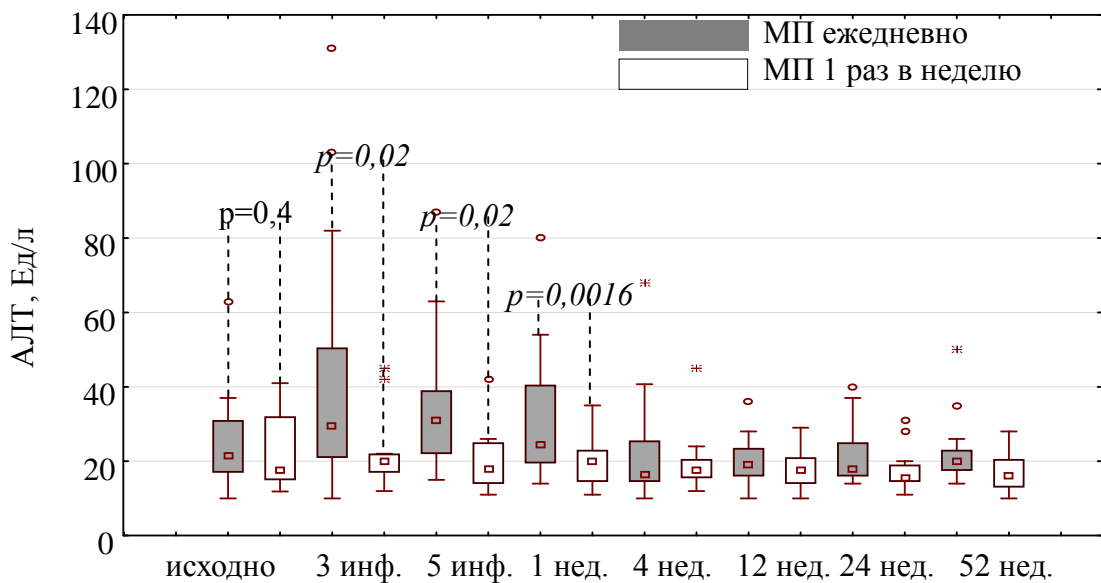 140
МП ежедневно
МП 1 раз в неделю
120
100
p=0,02
p=0,4
p=0,02
80
p=0,0016
60
АЛТ, Ед/л
40
20
0
исходно 3 инф. 5 инф. 1 нед. 4 нед. 12 нед. 24 нед. 52 нед.